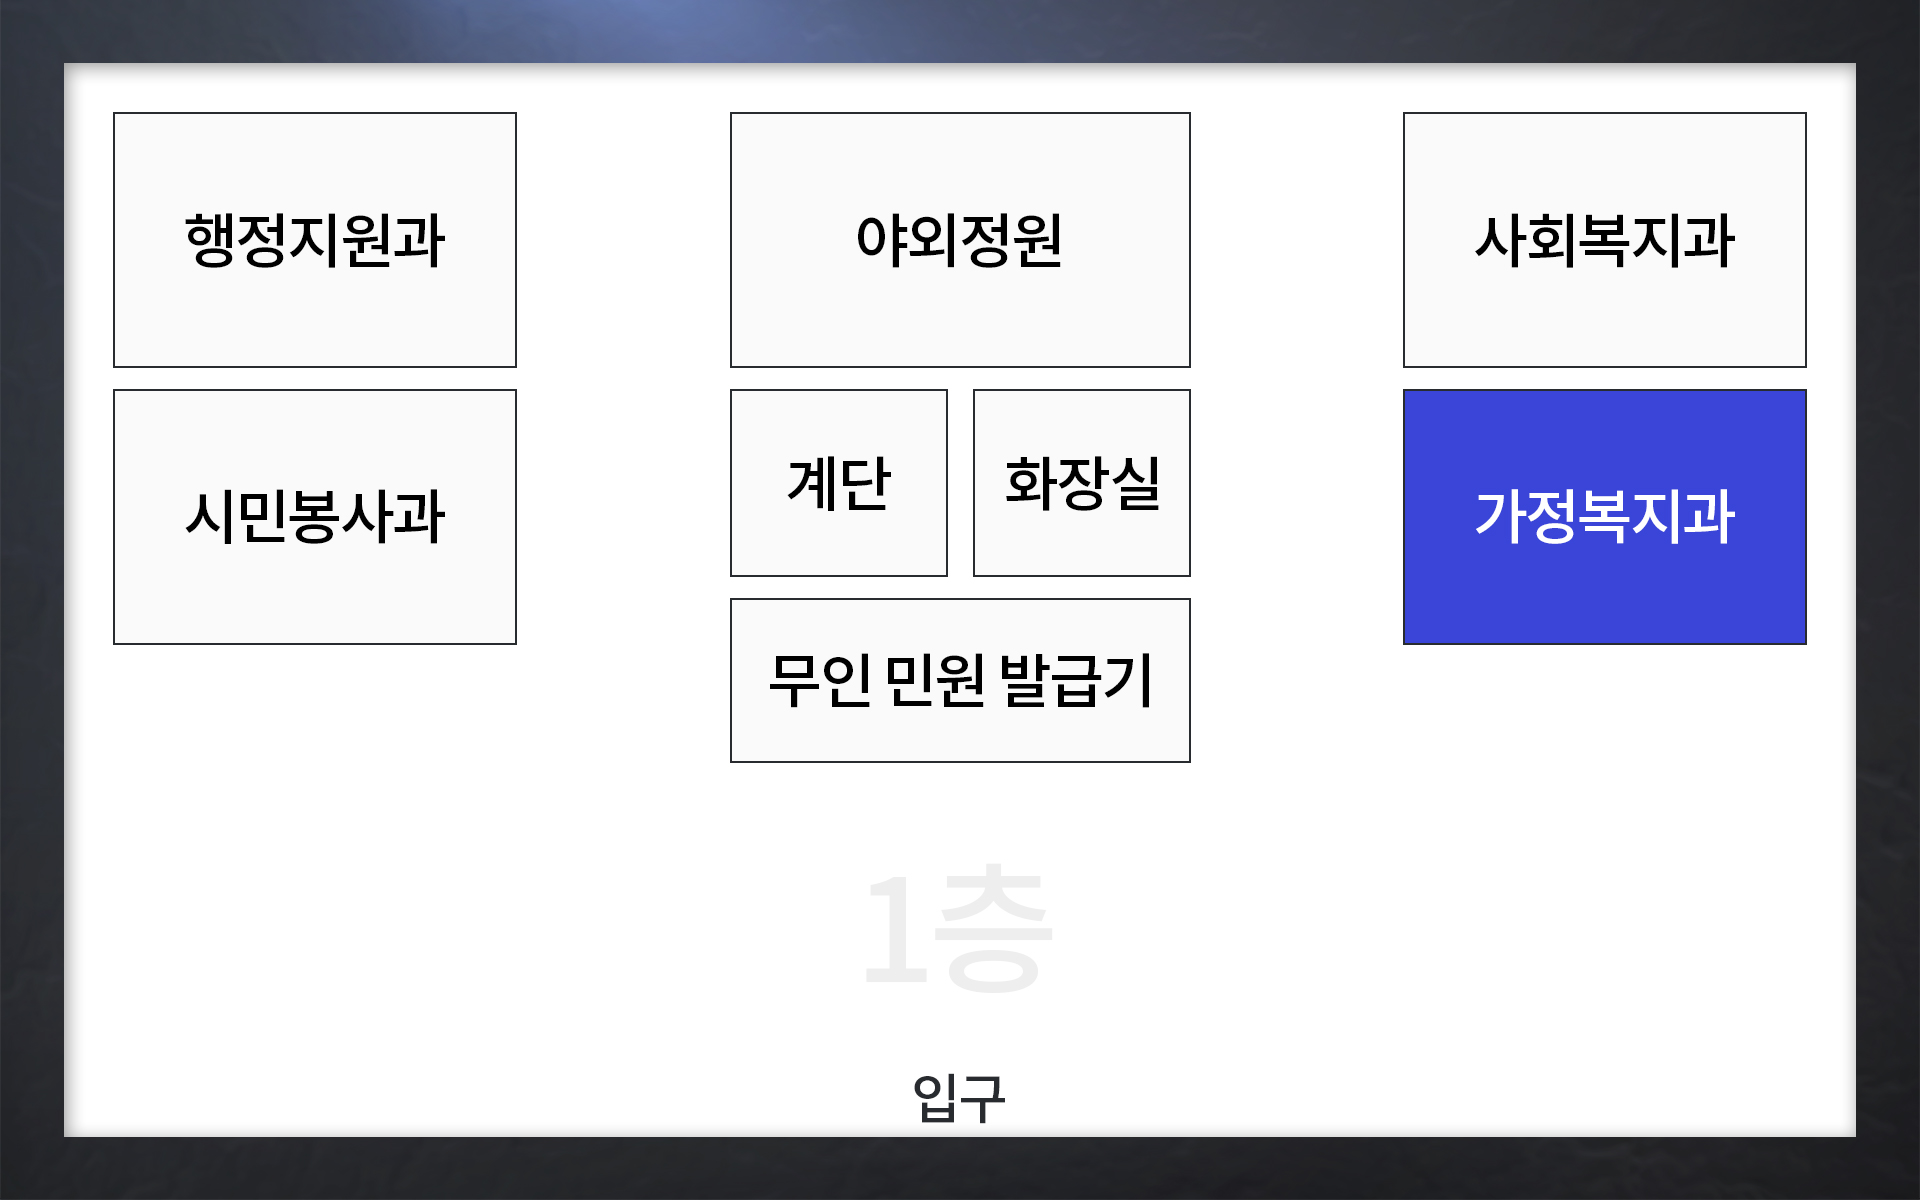 행정지원과
야외정원
사회복지과
시민봉사과
계단
화장실
가정복지과
무인 민원 발급기
1층
입구